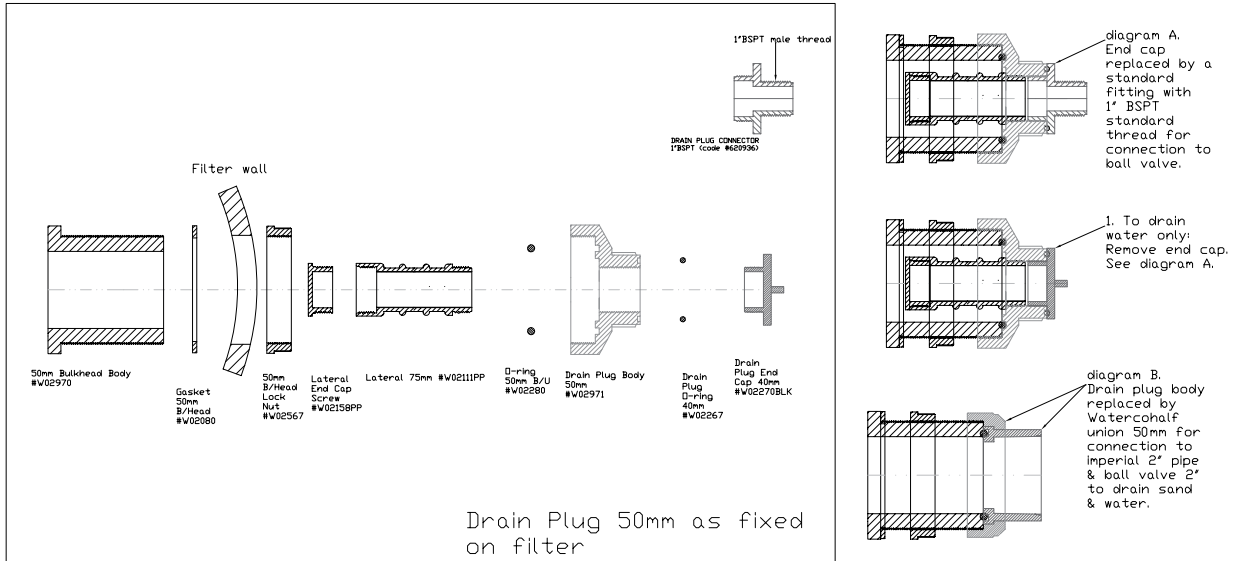 1"BSPT male thread
DRAIN PLUG CONNECTOR
1"BSPT (code #620936)
Filter wall
50mm Bulkhead Body
#W02970
Gasket
50mm
B/Head
#W02080
50mm
B/Head
Lock
Nut
#W02567
Lateral
End Cap
Screw
#W02158PP
Lateral 75mm #W02111PP
O-ring
50mm B/U
#W02280
Drain Plug Body
50mm
#W02971
Drain
Plug
O-ring
40mm
#W02267
Drain
Plug End
Cap 40mm
#W02270BLK
Drain Plug 50mm as fixed
on filter
diagram A.
End cap
replaced by a
standard
fitting with
1" BSPT
standard
thread for
connection to
ball valve.
1. To drain
water only:
Remove end cap.
See diagram A.
diagram B.
Drain plug body
replaced by
Watercohalf
union 50mm for
connection to
imperial 2" pipe
& ball valve 2"
to drain sand
& water.